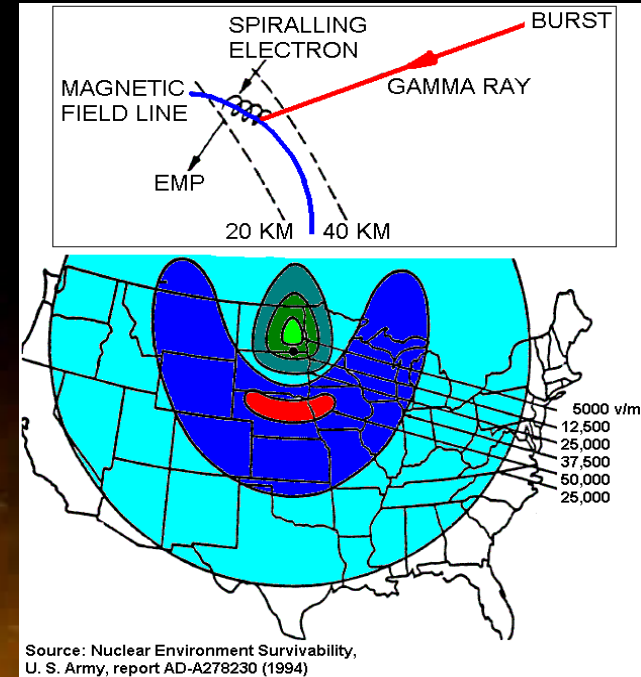 SPIRALLING
ELECTRON
BURST
MAGNETIC
FIELD LINE
GAMMA RAY
EMP
20 KM
40 KM
5000 v/m
12,500
25,000
37,500
50,000
25,000
Source: Nuclear Environment Survivability,
U. S. Army, report AD-A278230 (1994)